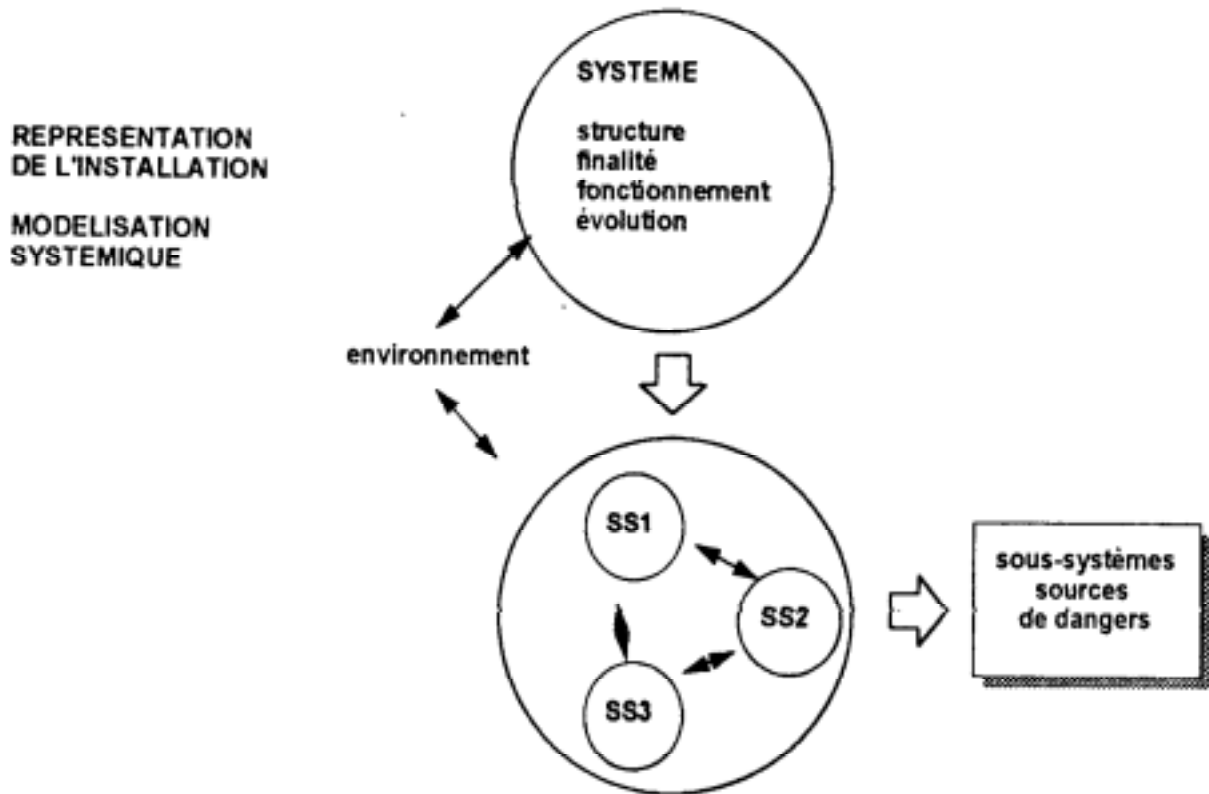 REPRESENTATION
DE L'INSTALLATION
MODELISATION
SYSTEMIQUE
SYSTEME
structure
finalité
fonctionnement
évolution
environnement
SS1
SS2
SS3
sous-systèmes
sources
de dangers